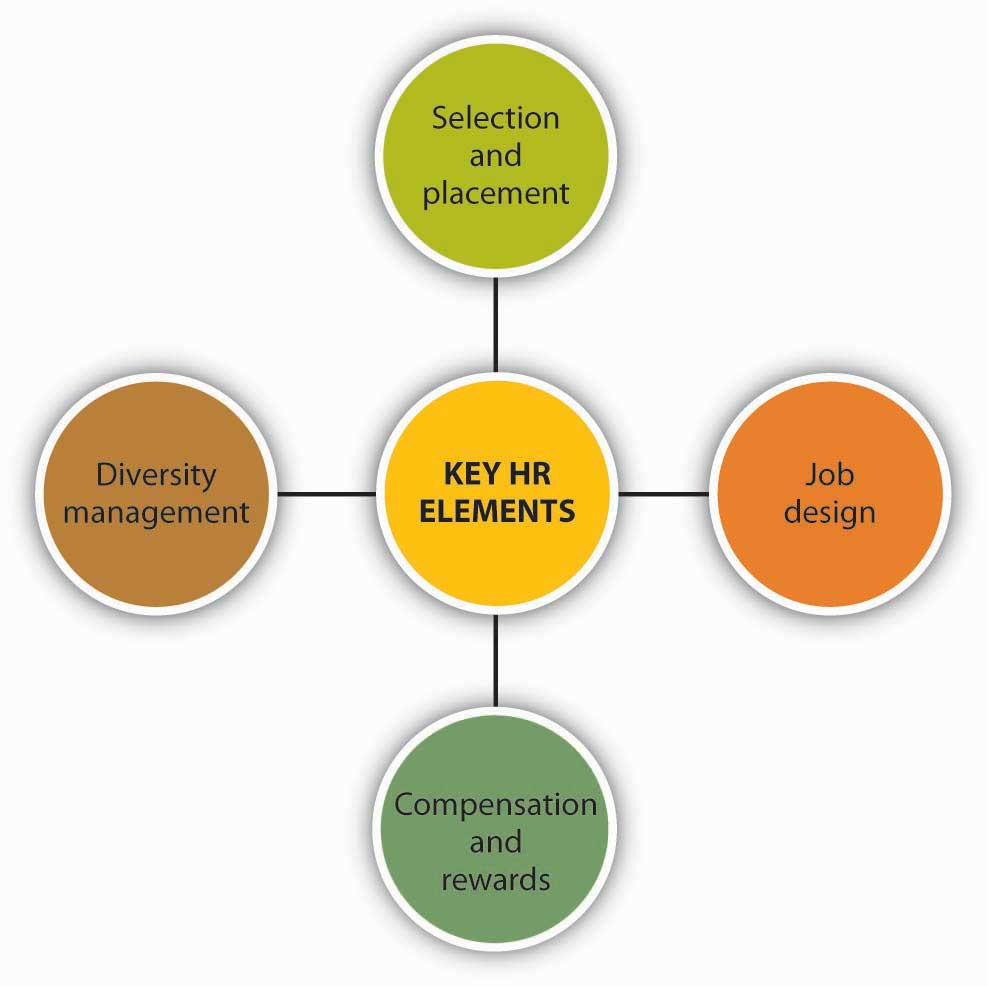 Selection
and
placement
Diversity
management
KEY HR
ELEMENTS
Job
design
Compensation
and
rewards